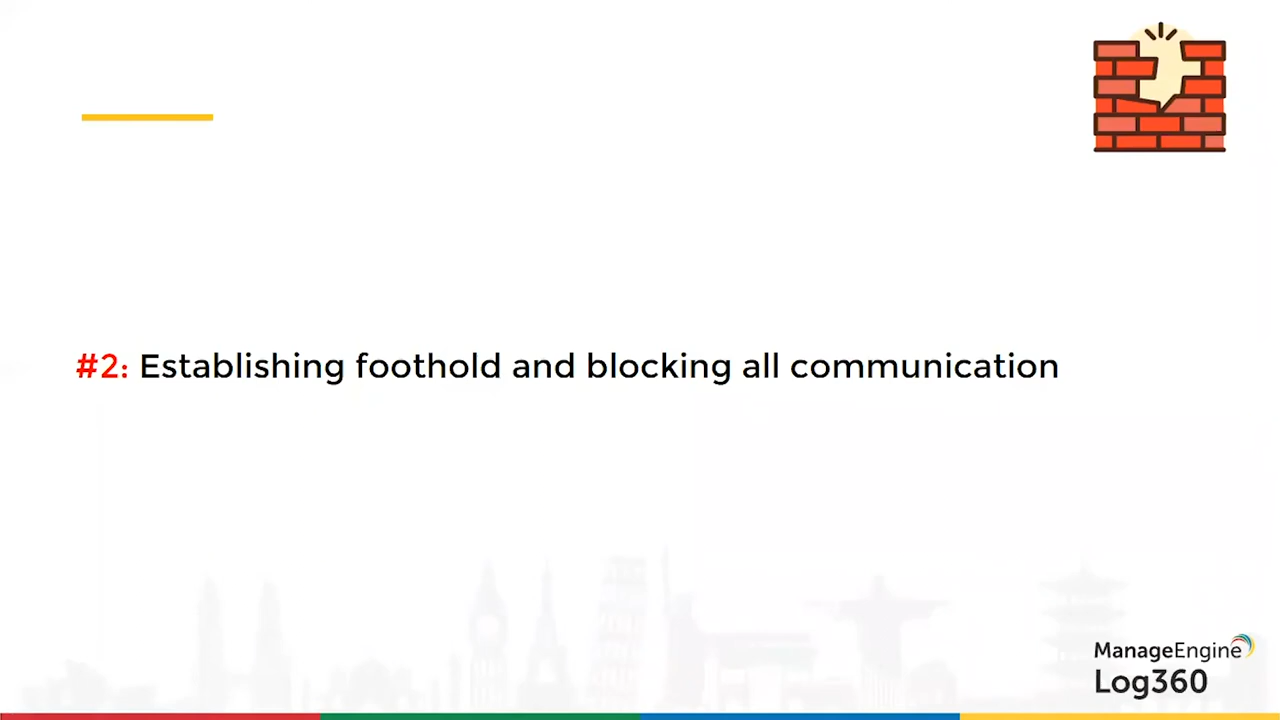 #2: Establishing foothold and blocking all communication
ManageEngine
Log360